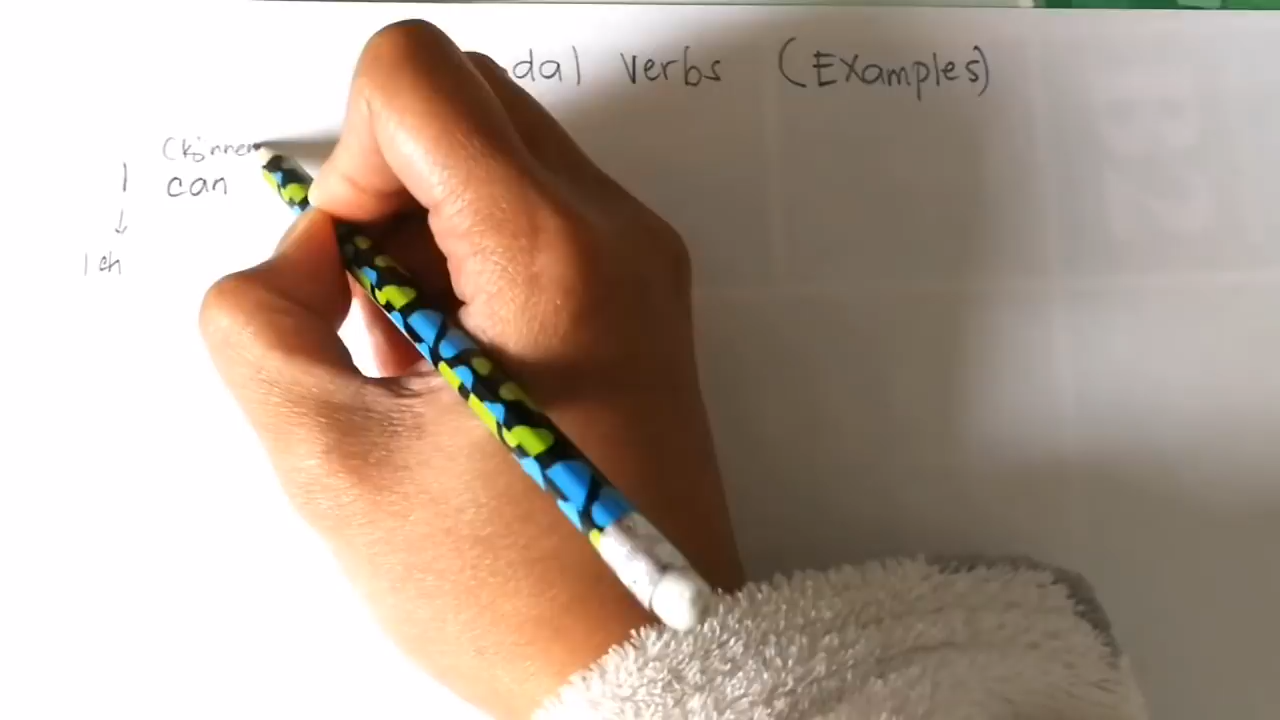 dal verbs (Examples)
(können
I can
↓
Ich